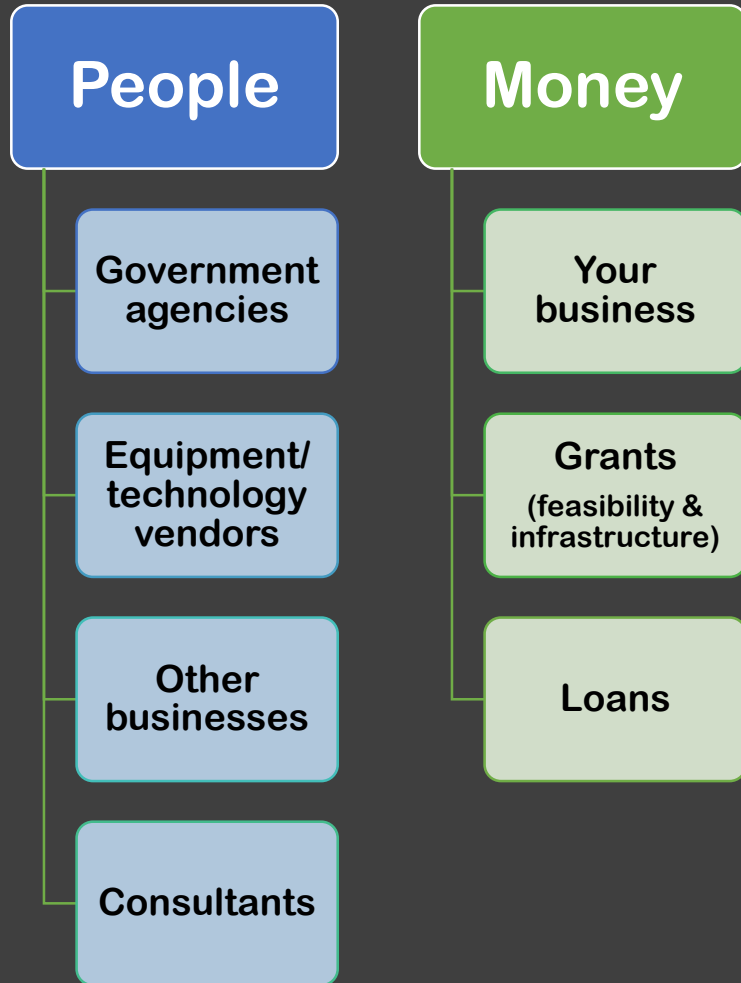 People
Government
agencies
Equipment/
technology
vendors
Other
businesses
Consultants
Money
Your
business
Grants
(feasibility &
infrastructure)
Loans